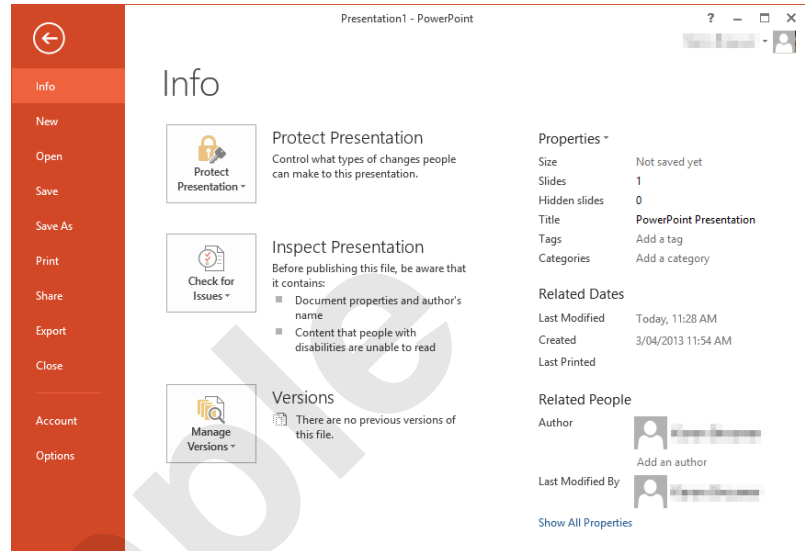 Presentation1 - PowerPoint
?
Info
New
Open
Save
Save As
Print
Share
Export
Close
Account
Options
Info
Protect
Presentation
Protect Presentation
Control what types of changes people
can make to this presentation.
Check for
Issues
Inspect Presentation
Before publishing this file, be aware that
it contains:
Document properties and author's
name
Content that people with
disabilities are unable to read
Manage
Versions
Versions
There are no previous versions of
this file.
Properties
Size Not saved yet
Slides 1
Hidden slides 0
Title PowerPoint Presentation
Tags Add a tag
Categories Add a category
Related Dates
Last Modified Today, 11:28 AM
Created 3/04/2013 11:54 AM
Last Printed
Related People
Author
Add an author
Last Modified By
Show All Properties
ple